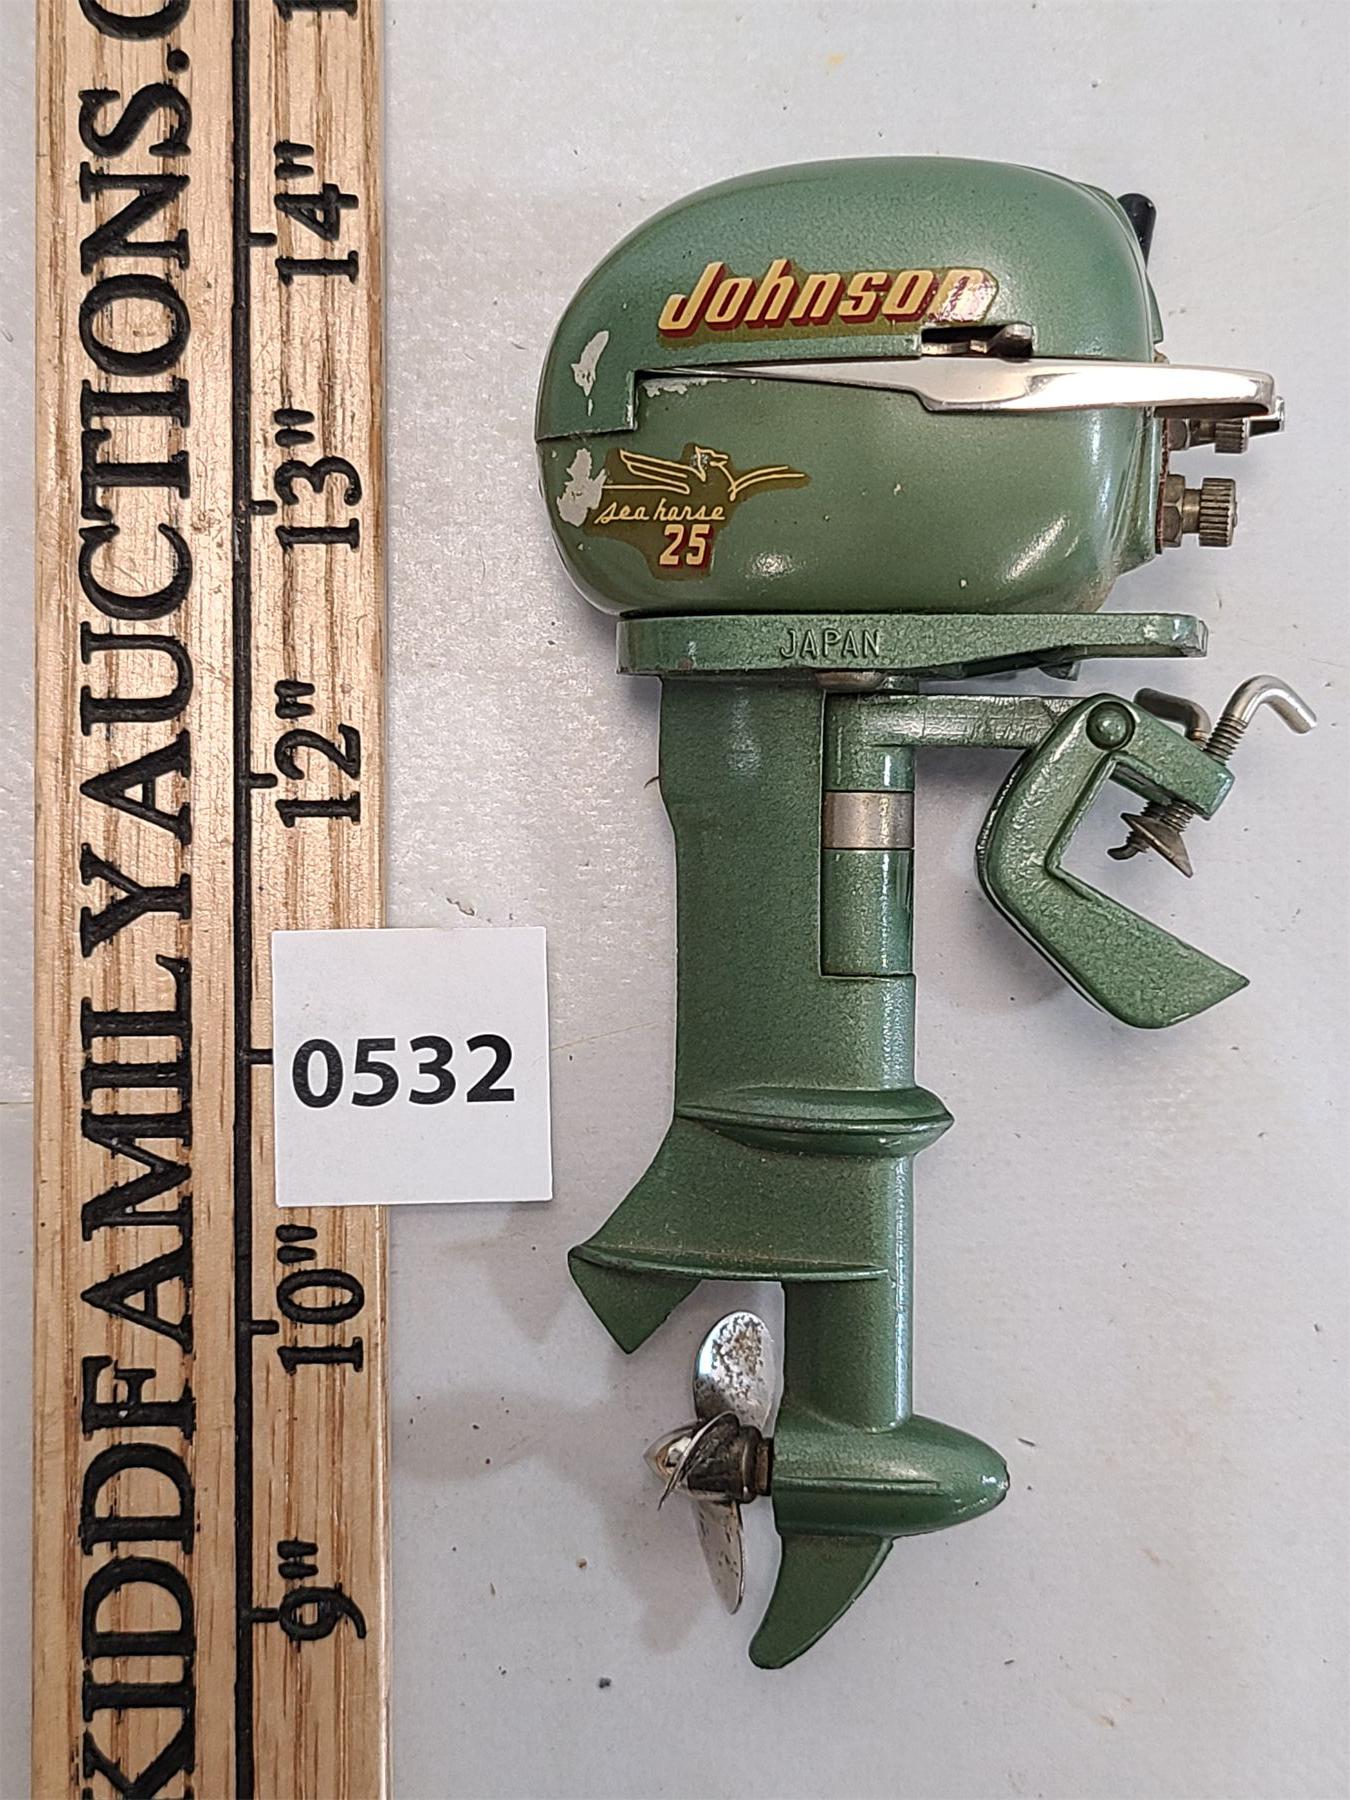 KIDDFAMILYAUCTIONS.C
14"
13"
12"
10"
9"
0532
Johnson
sea horse
25
JAPAN